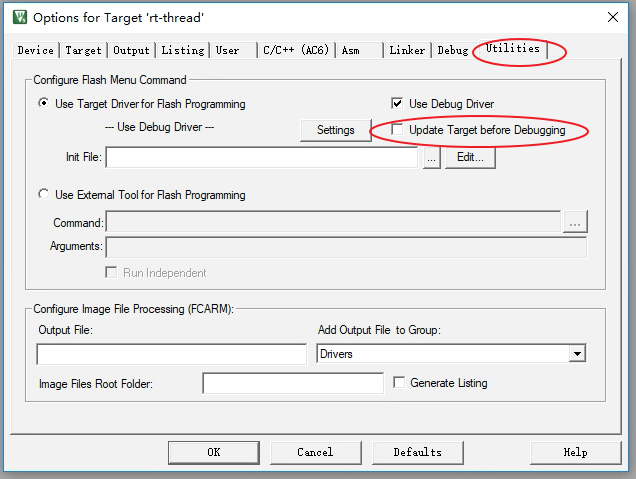 Options for Target 'rt-thread'
Device Target Output Listing User C/C++ (AC6) Asm Linker Debug Utilities
Configure Flash Menu Command
Use Target Driver for Flash Programming Use Debug Driver
--- Use Debug Driver --- Settings Update Target before Debugging
Init File: ... Edit...
Use External Tool for Flash Programming
Command: ...
Arguments:
Run Independent
Configure Image File Processing (FCARM):
Output File: Add Output File to Group:
Drivers
Image Files Root Folder: Generate Listing
OK Cancel Defaults Help